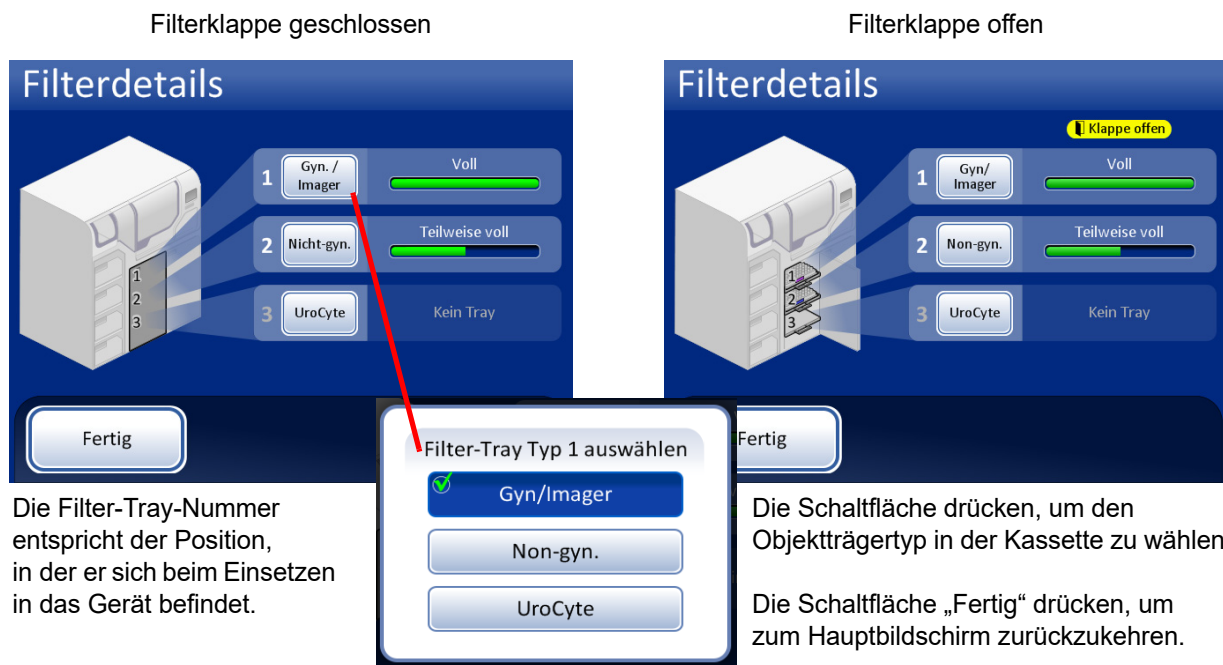 Filterklappe geschlossen
Filterdetails
1
Gyn. /
Imager
Voll
2
Nicht-gyn.
Teilweise voll
3
UroCyte
Kein Tray
1
2
3
Fertig
Die Filter-Tray-Nummer
entspricht der Position,
in der er sich beim Einsetzen
in das Gerät befindet.
Filter-Tray Typ 1 auswählen
Gyn/Imager
Non-gyn.
UroCyte
Filterklappe offen
Filterdetails
Klappe offen
1
Gyn/
Imager
Voll
2
Non-gyn.
Teilweise voll
3
UroCyte
Kein Tray
1
2
3
Fertig
Die Schaltfläche drücken, um den
Objektträgertyp in der Kassette zu wählen
Die Schaltfläche „Fertig“ drücken, um
zum Hauptbildschirm zurückzukehren.